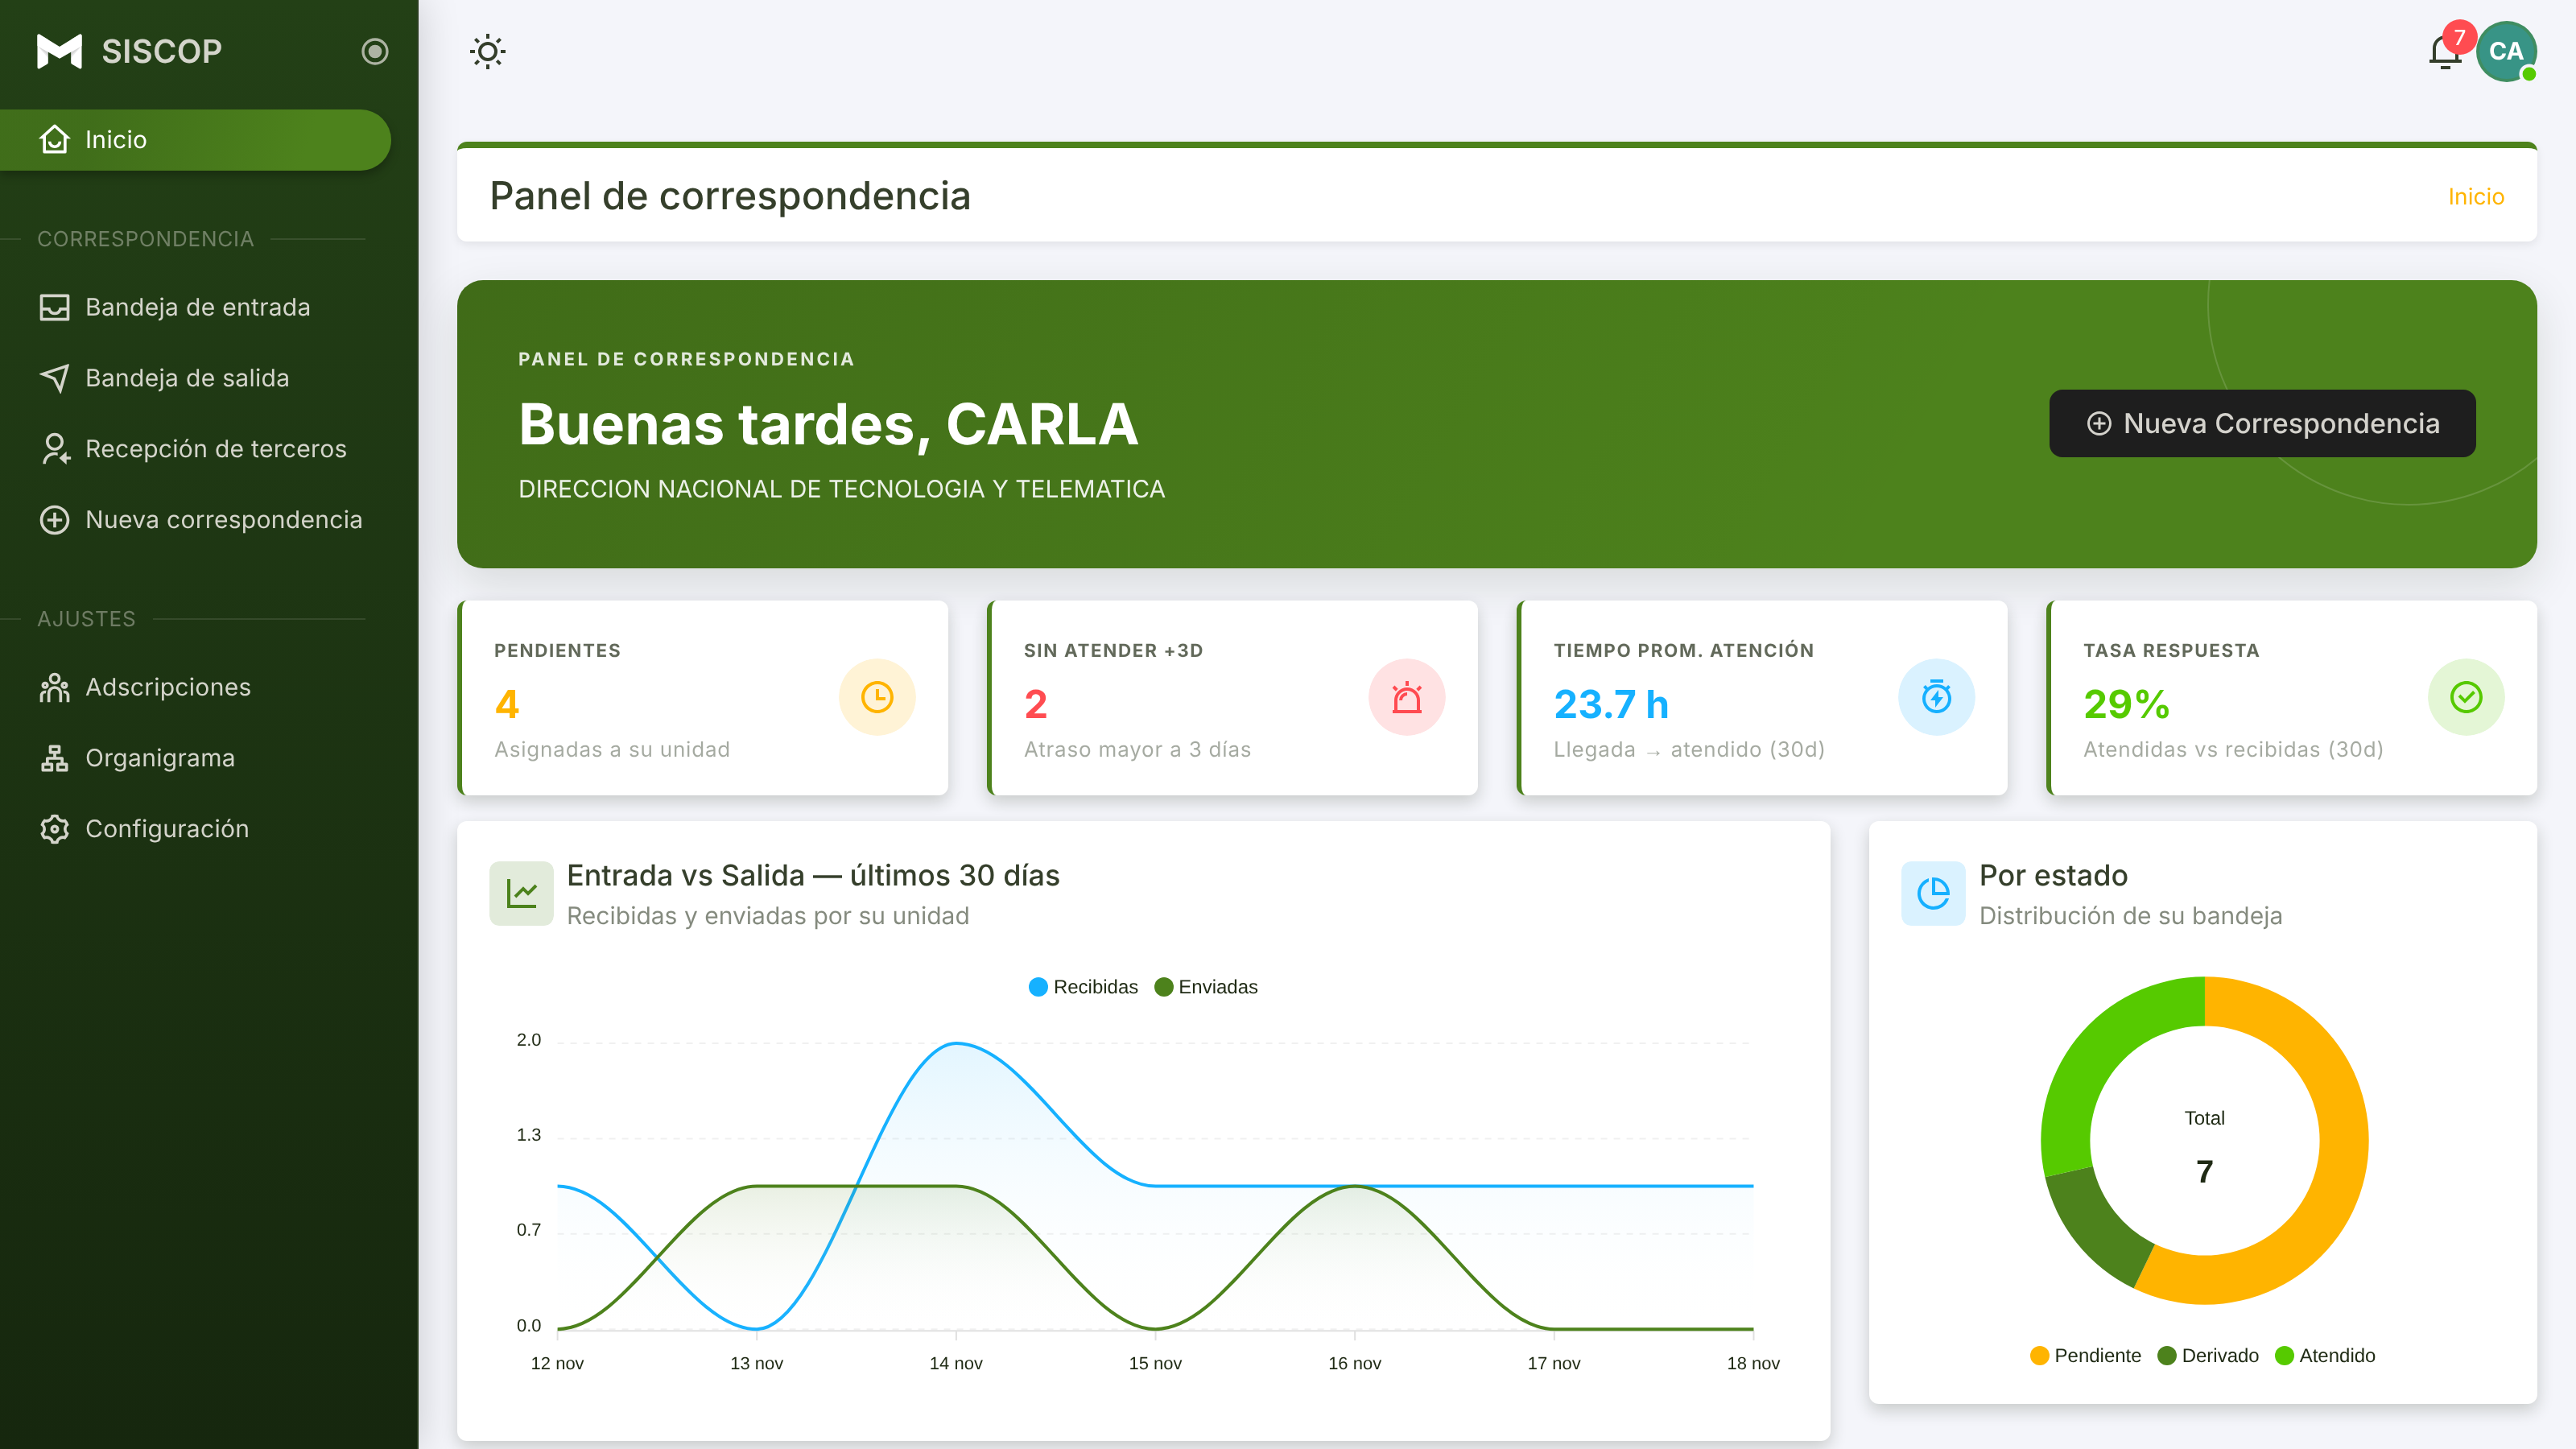 SISCOP
Inicio
CORRESPONDENCIA
Bandeja de entrada
Bandeja de salida
Recepción de terceros
Nueva correspondencia
AJUSTES
Adscripciones
Organigrama
Configuración
7
CA
Panel de correspondencia
Inicio
PANEL DE CORRESPONDENCIA
Buenas tardes, CARLA
DIRECCION NACIONAL DE TECNOLOGIA Y TELEMATICA
Nueva Correspondencia
PENDIENTES
4
Asignadas a su unidad
SIN ATENDER +3D
2
Atraso mayor a 3 días
TIEMPO PROM. ATENCIÓN
23.7 h
Llegada → atendido (30d)
TASA RESPUESTA
29%
Atendidas vs recibidas (30d)
Entrada vs Salida — últimos 30 días
Recibidas y enviadas por su unidad
Recibidas Enviadas
2.0
1.3
0.7
0.0
12 nov 13 nov 14 nov 15 nov 16 nov 17 nov 18 nov
Por estado
Distribución de su bandeja
Total
7
Pendiente Derivado Atendido